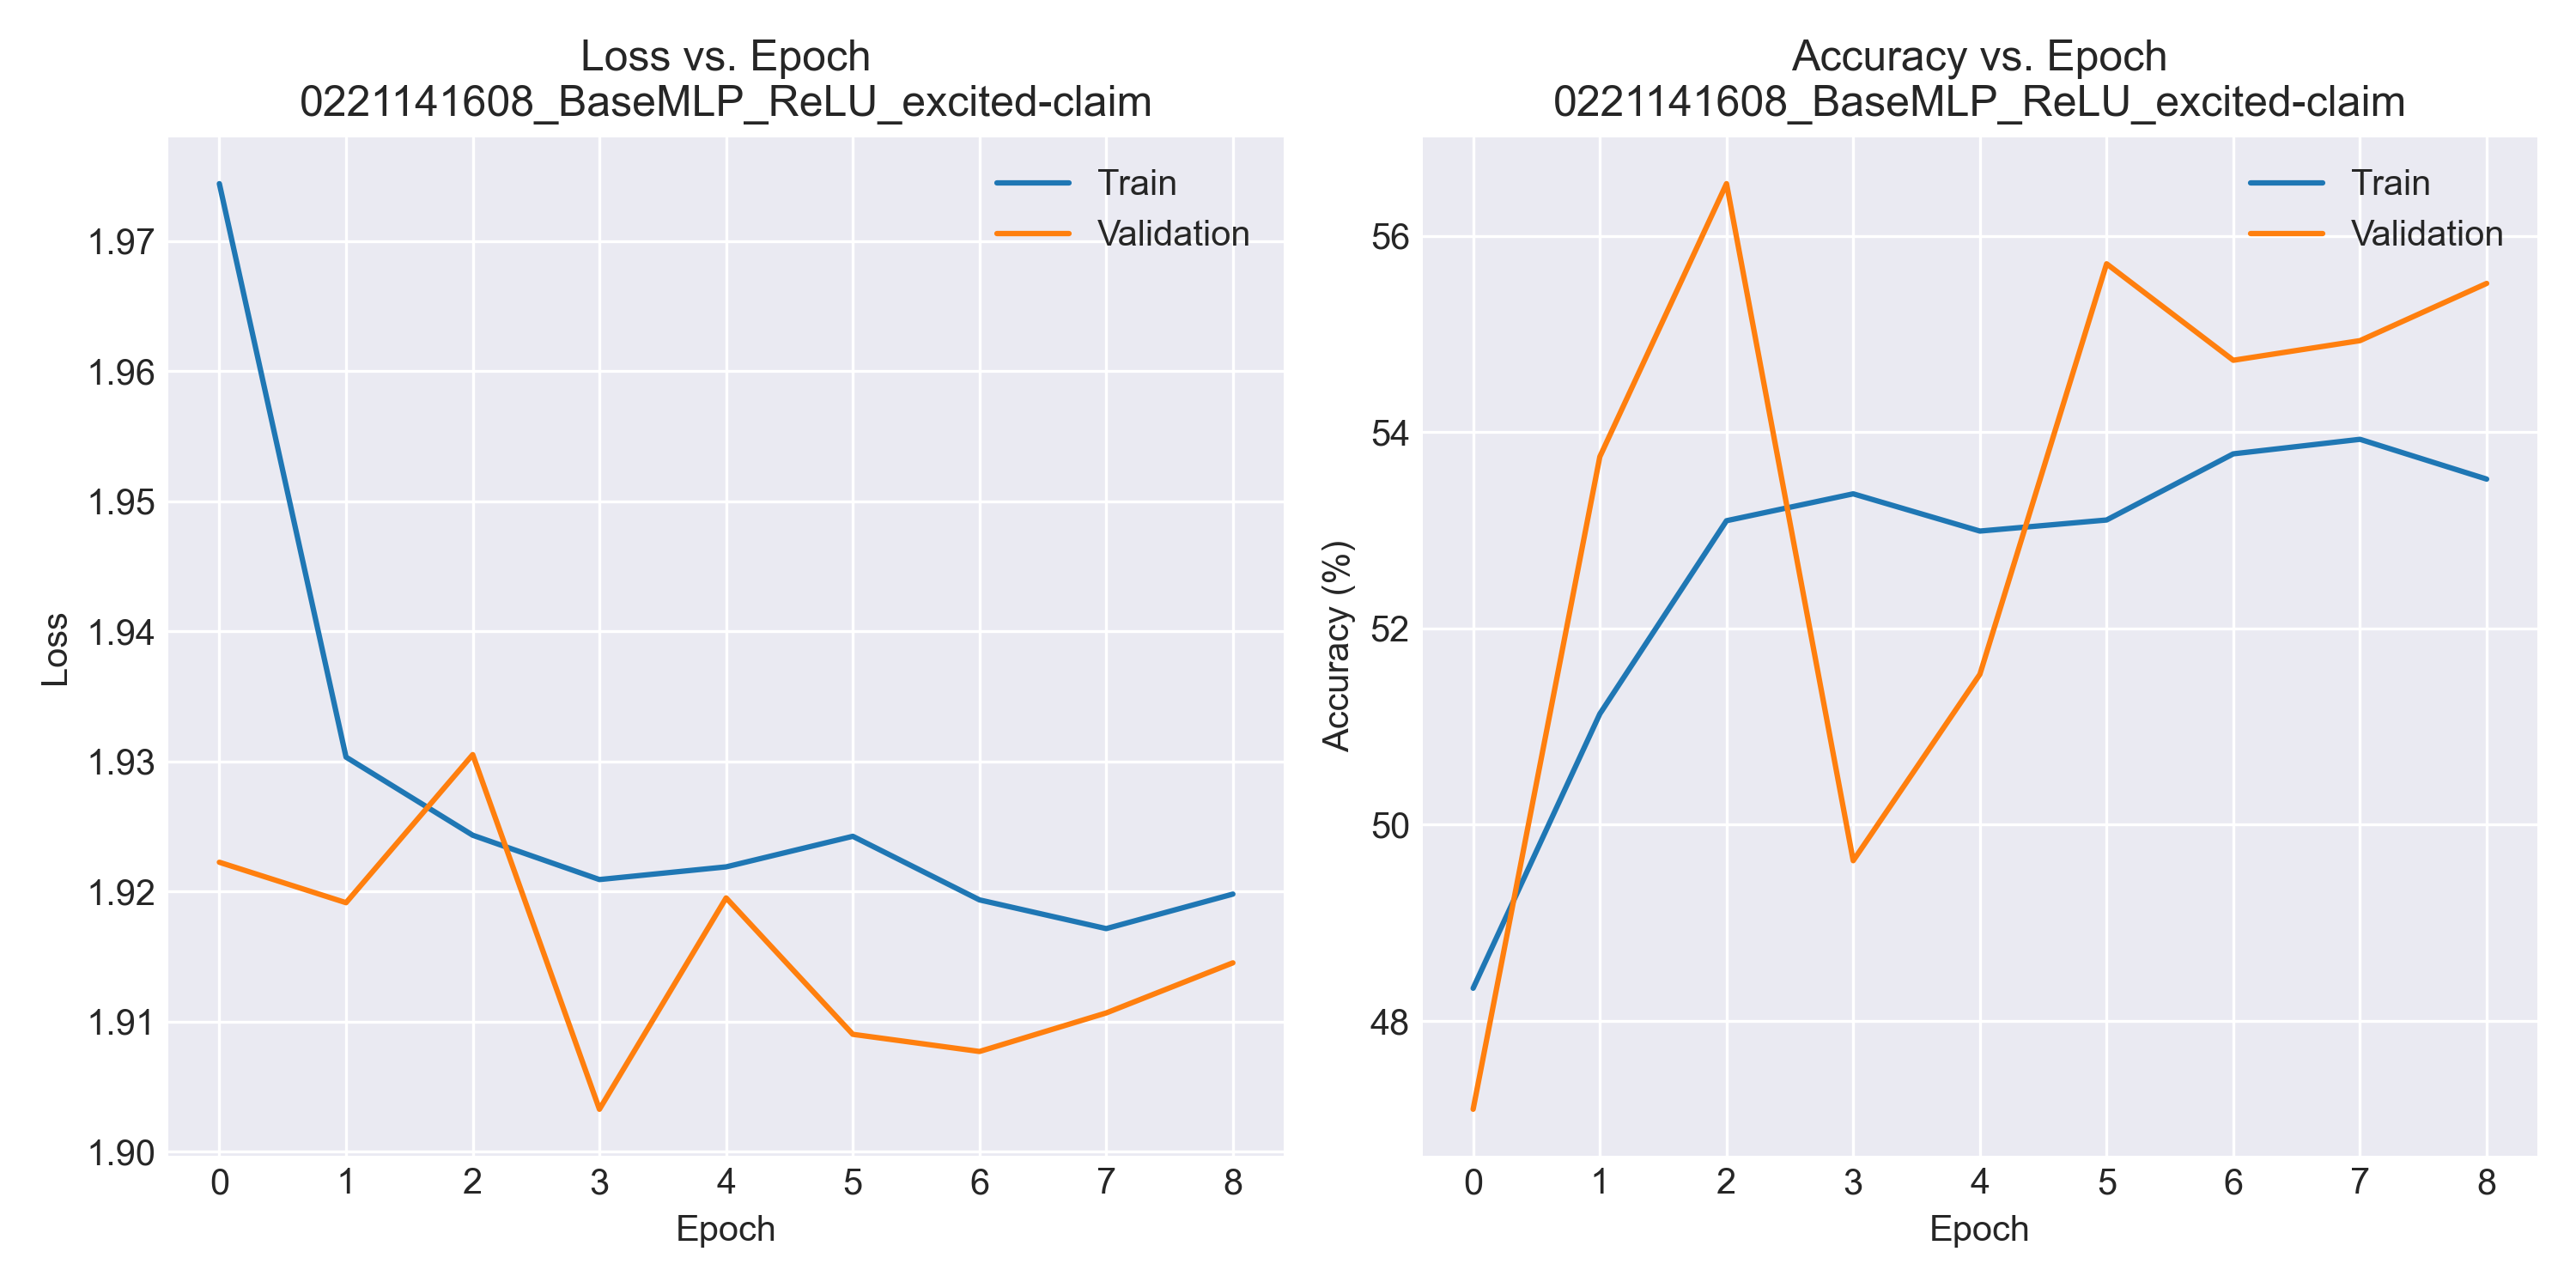 Loss vs. Epoch
0221141608_BaseMLP_ReLU_excited-claim
Train
Validation
1.97
1.96
1.95
1.94
1.93
1.92
1.91
1.90
Loss
0 1 2 3 4 5 6 7 8
Epoch
Accuracy vs. Epoch
0221141608_BaseMLP_ReLU_excited-claim
Train
Validation
56
54
52
50
48
Accuracy (%)
0 1 2 3 4 5 6 7 8
Epoch